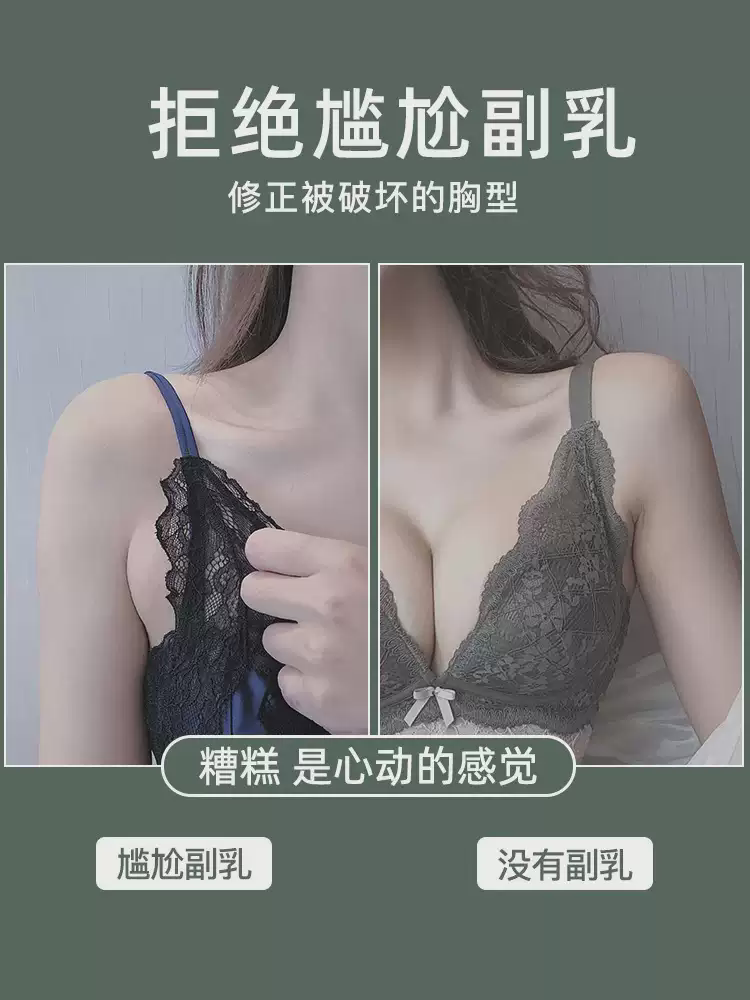 拒绝尴尬副乳
修正被破坏的胸型
糟糕 是心动的感觉
尴尬副乳
没有副乳